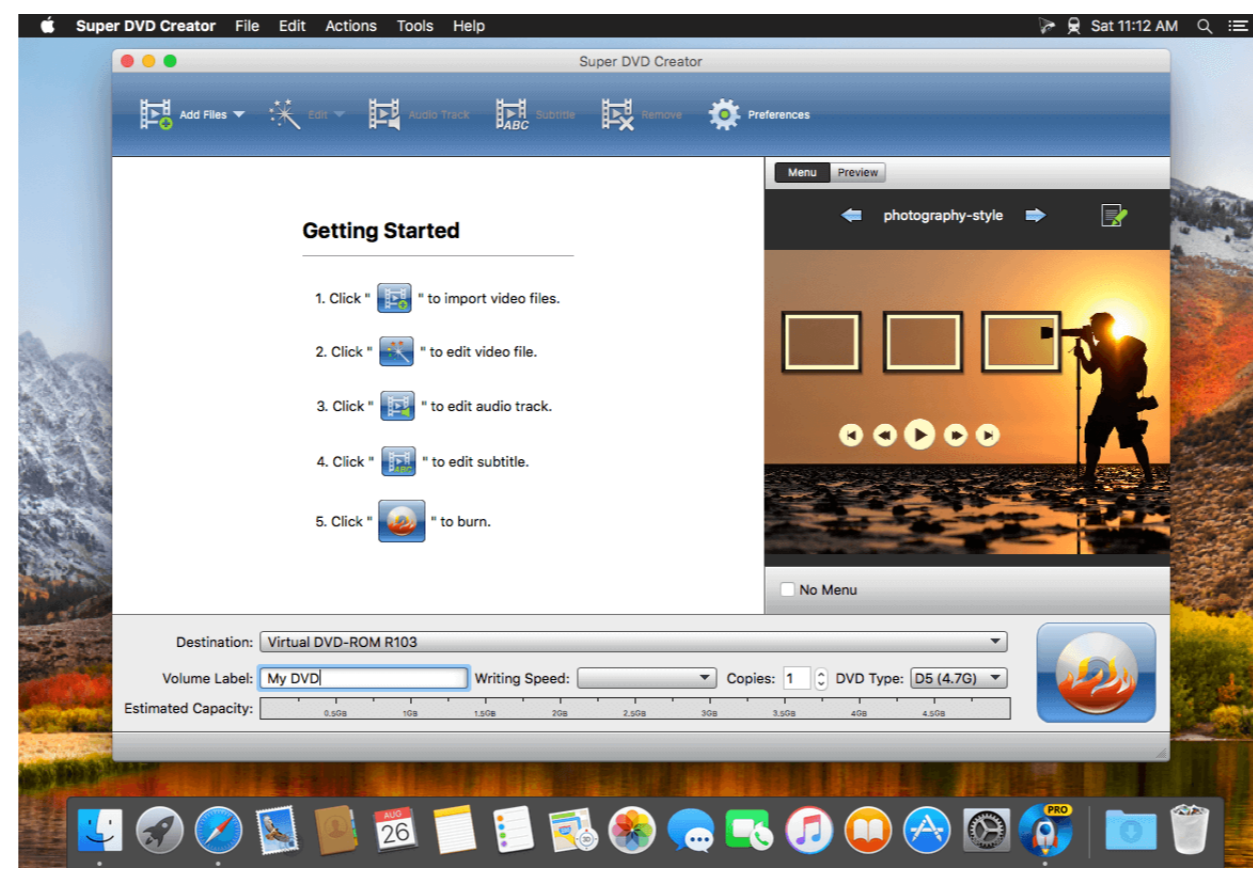 Super DVD Creator File Edit Actions Tools Help Sat 11:12 AM
Super DVD Creator
Add Files Edit Audio Track ABC Subtitle Remove Preferences
Menu Preview
photography-style
Getting Started
1. Click " " to import video files.
2. Click " " to edit video file.
3. Click " " to edit audio track.
4. Click " ABC " to edit subtitle.
5. Click " " to burn.
No Menu
Destination: Virtual DVD-ROM R103
Volume Label: My DVD Writing Speed: Copies: 1 DVD Type: D5 (4.7G)
Estimated Capacity: 0.5GB 1GB 1.5GB 2GB 2.5GB 3GB 3.5GB 4GB 4.5GB
AUG
26
PRO